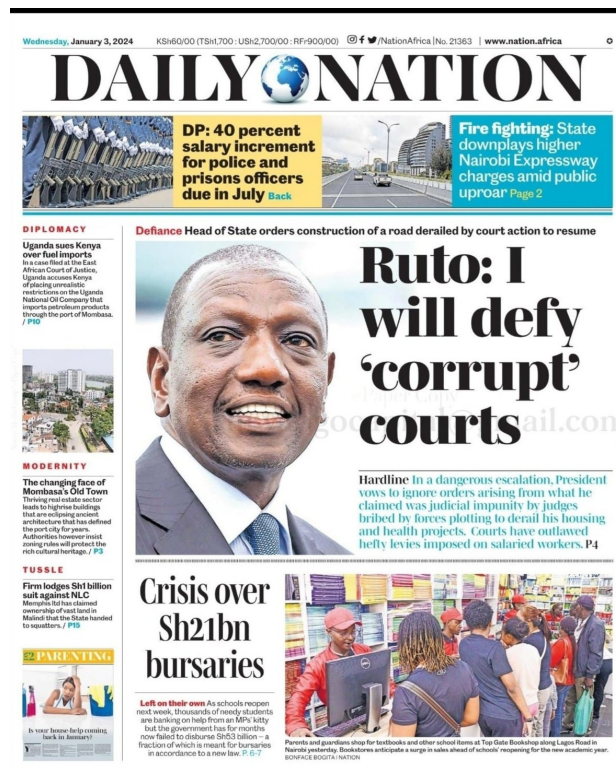 Wednesday, January 3, 2024
KSh60/00 (TSh1,700 : USh2,700/00 : RFr900/00)
/NationAfrica | No. 21363 | www.nation.africa
DAILY NATION
DP: 40 percent
salary increment
for police and
prisons officers
due in July Back
Fire fighting: State
downplays higher
Nairobi Expressway
charges amid public
uproar Page 2
DIPLOMACY
Uganda sues Kenya
over fuel imports
In a case filed at the East
African Court of Justice,
Uganda accuses Kenya
of placing unrealistic
restrictions on the Uganda
National Oil Company that
imports petroleum products
through the port of Mombasa.
/ P10
MODERNITY
The changing face of
Mombasa's Old Town
Thriving real estate sector
leads to highrise buildings
that are eclipsing ancient
architecture that has defined
the port city for years.
Authorities however insist
zoning rules will protect the
rich cultural heritage. / P3
TUSSLE
Firm lodges Sh1 billion
suit against NLC
Memphis ltd has claimed
ownership of vast land in
Malindi that the State handed
to squatters. / P15
PARENTING
Is your house-help coming
back in January?
Defiance Head of State orders construction of a road derailed by court action to resume
Ruto: I
will defy
‘corrupt’
courts
Hardline In a dangerous escalation, President
vows to ignore orders arising from what he
claimed was judicial impunity by judges
bribed by forces plotting to derail his housing
and health projects. Courts have outlawed
hefty levies imposed on salaried workers. P4
Crisis over
Sh21bn
bursaries
Left on their own As schools reopen
next week, thousands of needy students
are banking on help from an MPs' kitty
but the government has for months
now failed to disburse Sh53 billion – a
fraction of which is meant for bursaries
in accordance to a new law. P. 6-7
DELL
Parents and guardians shop for textbooks and other school items at Top Gate Bookshop along Lagos Road in
Nairobi yesterday. Bookstores anticipate a surge in sales ahead of schools' reopening for the new academic year.
BONFACE BOGITA | NATION